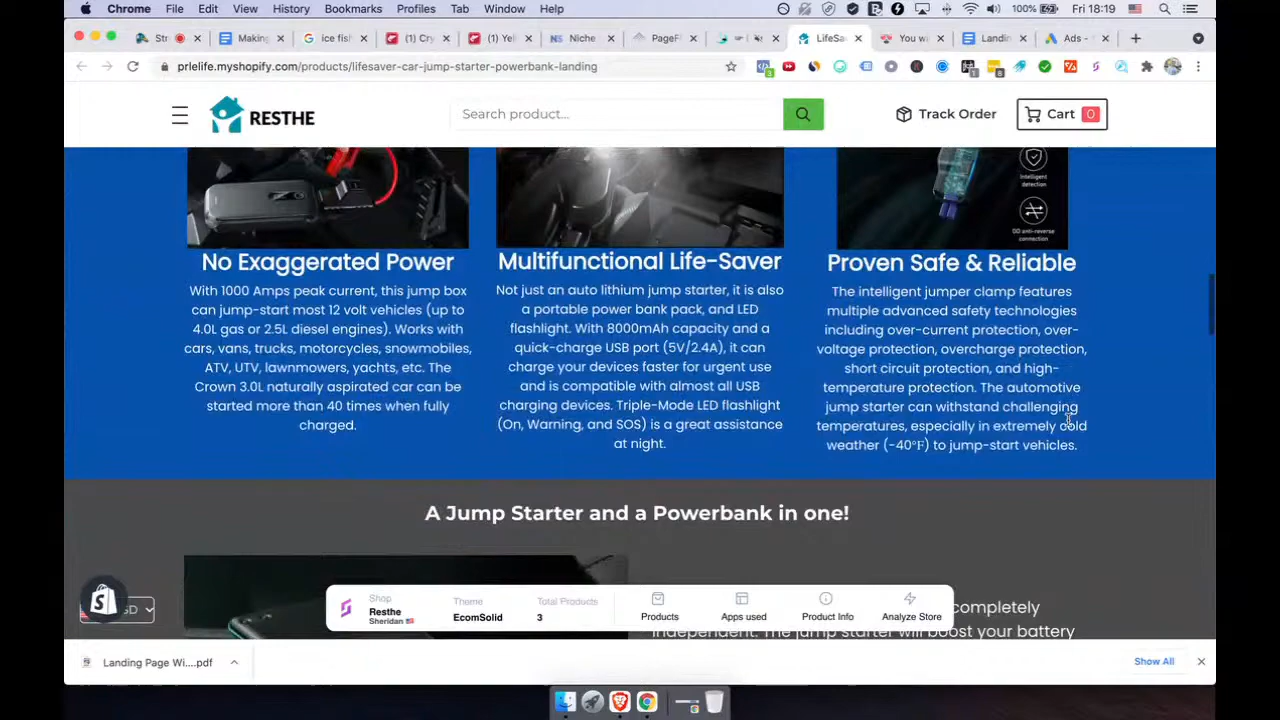 Chrome File Edit View History Bookmarks Profiles Tab Window Help 100% Fri 18:19
Str Making ice fish (1) Cry (1) Yel Niche PageF LifeSa You w Landin Ads -
prlelife.myshopify.com/products/lifesaver-car-jump-starter-powerbank-landing
RESTHE Search product... Track Order Cart 0
Intelligent
detection
OD anti-reverse
connection
No Exaggerated Power
With 1000 Amps peak current, this jump box
can jump-start most 12 volt vehicles (up to
4.0L gas or 2.5L diesel engines). Works with
cars, vans, trucks, motorcycles, snowmobiles,
ATV, UTV, lawnmowers, yachts, etc. The
Crown 3.0L naturally aspirated car can be
started more than 40 times when fully
charged.
Multifunctional Life-Saver
Not just an auto lithium jump starter, it is also
a portable power bank pack, and LED
flashlight. With 8000mAh capacity and a
quick-charge USB port (5V/2.4A), it can
charge your devices faster for urgent use
and is compatible with almost all USB
charging devices. Triple-Mode LED flashlight
(On, Warning, and SOS) is a great assistance
at night.
Proven Safe & Reliable
The intelligent jumper clamp features
multiple advanced safety technologies
including over-current protection, over-
voltage protection, overcharge protection,
short circuit protection, and high-
temperature protection. The automotive
jump starter can withstand challenging
temperatures, especially in extremely cold
weather (-40°F) to jump-start vehicles.
A Jump Starter and a Powerbank in one!
completely
independent. The jump starter will boost your battery
Shop
Resthe
Sheridan
Theme
EcomSolid
Total Products
3
Products
Apps used
Product Info
Analyze Store
Landing Page Wi....pdf
Show All